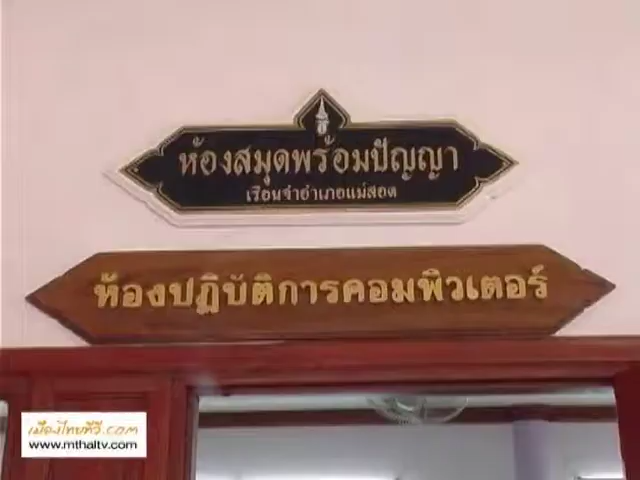 ห้องสมุดพร้อมปัญญา
เรือนจำอำเภอแม่สอด
ห้องปฏิบัติการคอมพิวเตอร์
เมืองไทยทีวี.com
www.mthaitv.com